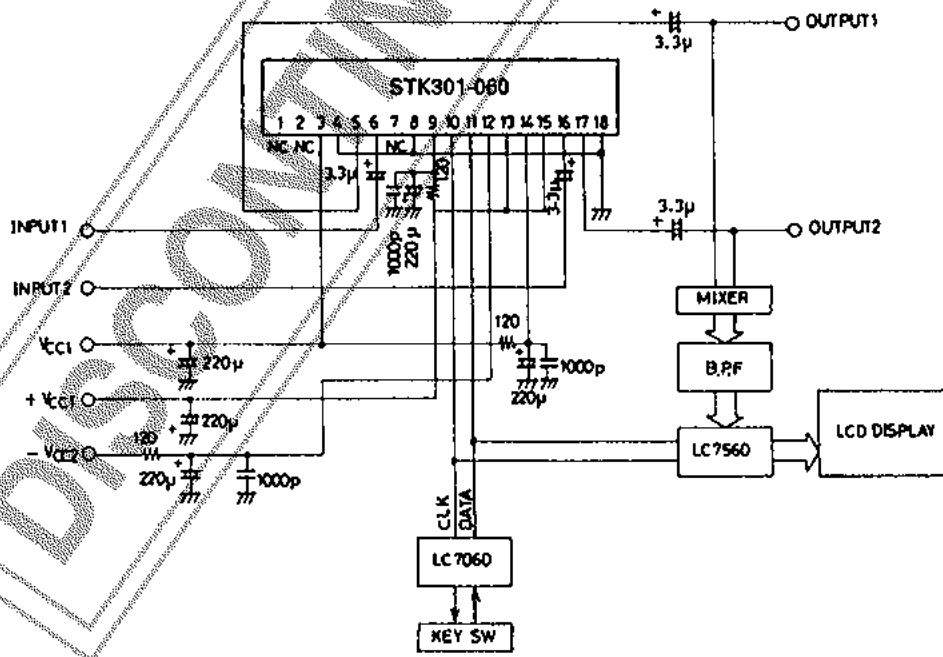 OUTPUT1
3.3μ
STK301-060
1 2 3 4 5 6 7 8 9 10 11 12 13 14 15 16 17 18
NC NC NC
3.3μ
120
3.3μ
1000p
220μ
INPUT1
3.3μ
OUTPUT2
INPUT2
MIXER
120
VCC1
220μ
1000p
220μ
B.P.F
+ VCC1
220μ
LCD DISPLAY
120
LC7560
- VCC2
220μ
1000p
CLK
DATA
LC7060
KEY SW
DISCONTIN